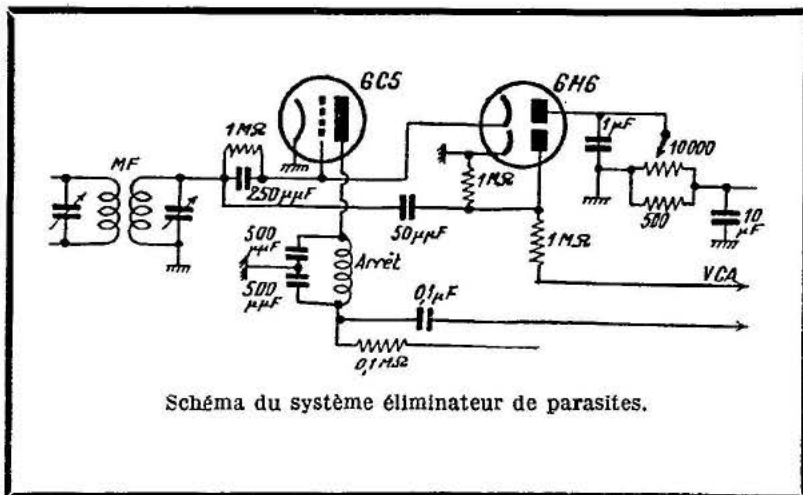 6C5
6H6
1MΩ
MF
250µµF
1MΩ
1µF
10000
500
10
µF
50µµF
500
µµF
Arrêt
500
µµF
1MΩ
VCA
0,1µF
0,1MΩ
Schéma du système éliminateur de parasites.